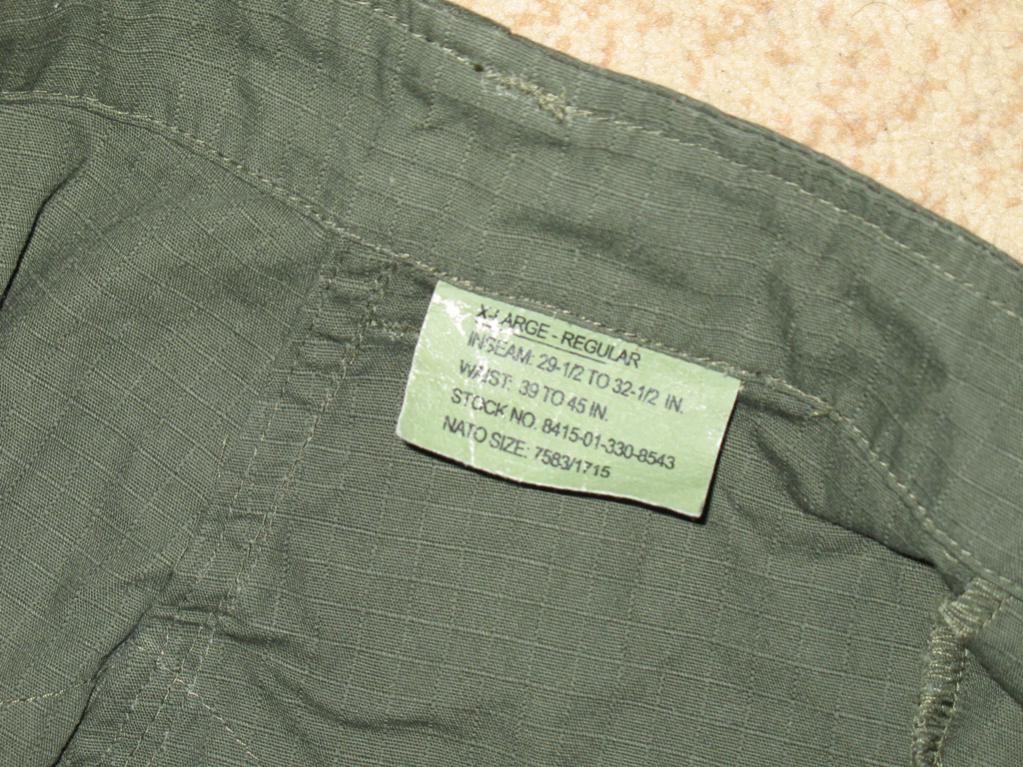 X-LARGE - REGULAR
INSEAM: 29-1/2 TO 32-1/2 IN.
WAIST: 39 TO 45 IN.
STOCK NO. 8415-01-330-8543
NATO SIZE: 7583/1715